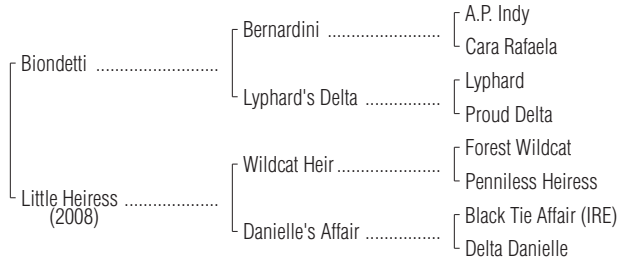 A.P. Indy
Bernardini ........................
Cara Rafaela
Biondetti ..........................
Lyphard
Lyphard's Delta ................
Proud Delta
Forest Wildcat
Wildcat Heir ......................
Penniless Heiress
Little Heiress ....................
(2008)
Black Tie Affair (IRE)
Danielle's Affair ................
Delta Danielle